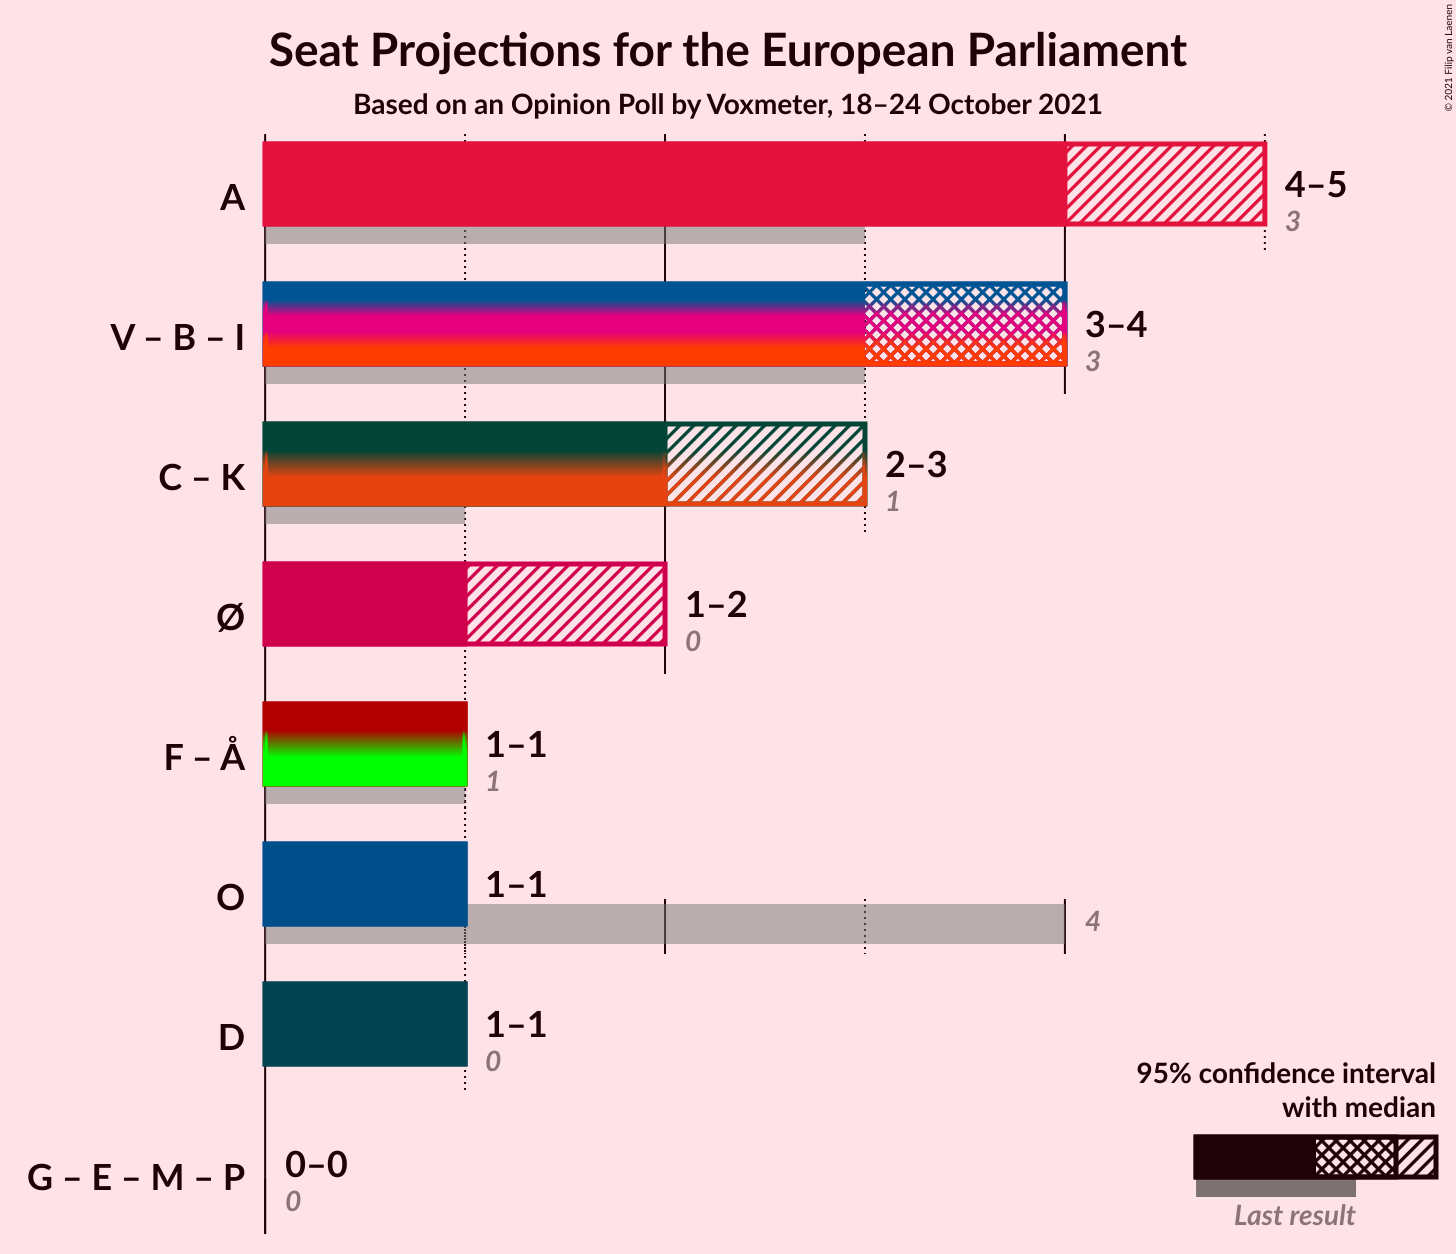 Seat Projections for the European Parliament
Based on an Opinion Poll by Voxmeter, 18–24 October 2021
© 2021 Filip van Laenen
A
4–5
3
V – B – I
3–4
3
C – K
2–3
1
Ø
1–2
0
F – Å
1–1
1
O
1–1
4
D
1–1
0
G – E – M – P
0–0
0
95% confidence interval
with median
Last result